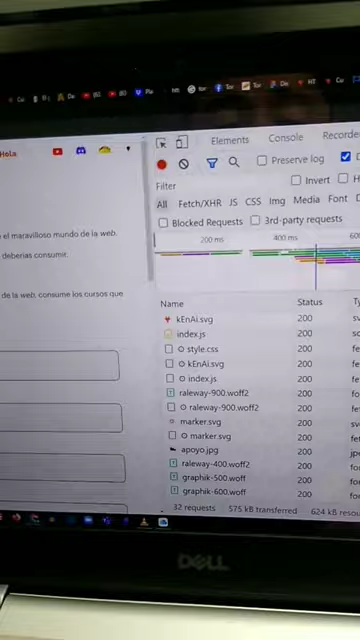 Hola
Elements Console Recorder
Preserve log
Filter
Invert
All Fetch/XHR JS CSS Img Media Font
Blocked Requests 3rd-party requests
200 ms 400 ms
el maravilloso mundo de la web.
deberias consumir.
de la web, consume los cursos que
Name Status
kEnAi.svg 200
index.js 200
style.css 200
kEnAi.svg 200
index.js 200
raleway-900.woff2 200
raleway-900.woff2 200
marker.svg 200
marker.svg 200
apoyo.jpg 200
raleway-400.woff2 200
graphik-500.woff 200
graphik-600.woff 200
32 requests 575 kB transferred 624 kB resou
DELL